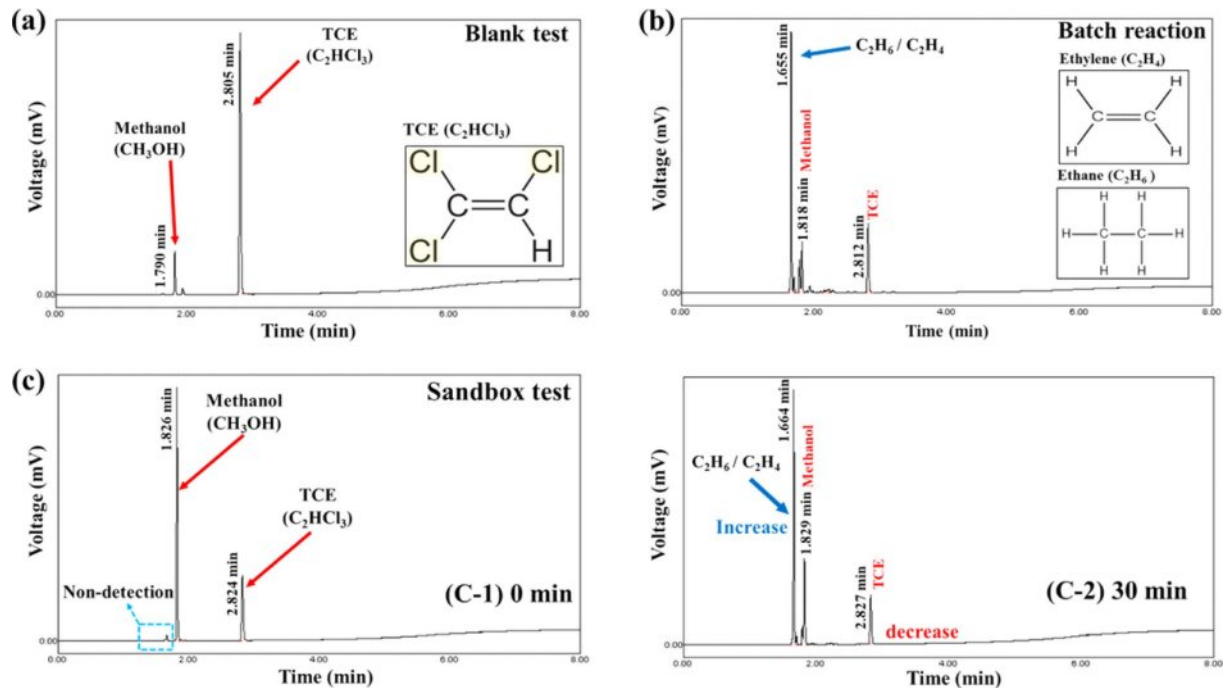 (a)
Blank test
TCE
(C₂HCl₃)
2.805 min
Methanol
(CH₃OH)
1.790 min
TCE (C₂HCl₃)
Cl
Cl
C
C
Cl
H
Voltage (mV)
0.00
0.00
2.00
4.00
6.00
8.00
Time (min)
(b)
Batch reaction
1.655 min
C₂H₆ / C₂H₄
Ethylene (C₂H₄)
H
H
C
C
H
H
Ethane (C₂H₆ )
H
H
H
C
C
H
H
H
Methanol
1.818 min
TCE
2.812 min
Voltage (mV)
0.00
0.00
2.00
4.00
6.00
8.00
Time (min)
(c)
Sandbox test
1.826 min
Methanol
(CH₃OH)
TCE
(C₂HCl₃)
2.824 min
Non-detection
(C-1) 0 min
Voltage (mV)
0.00
0.00
2.00
4.00
6.00
8.00
Time (min)
1.664 min
C₂H₆ / C₂H₄
Increase
Methanol
1.829 min
TCE
2.827 min
decrease
(C-2) 30 min
Voltage (mV)
0.00
0.00
2.00
4.00
6.00
8.00
Time (min)